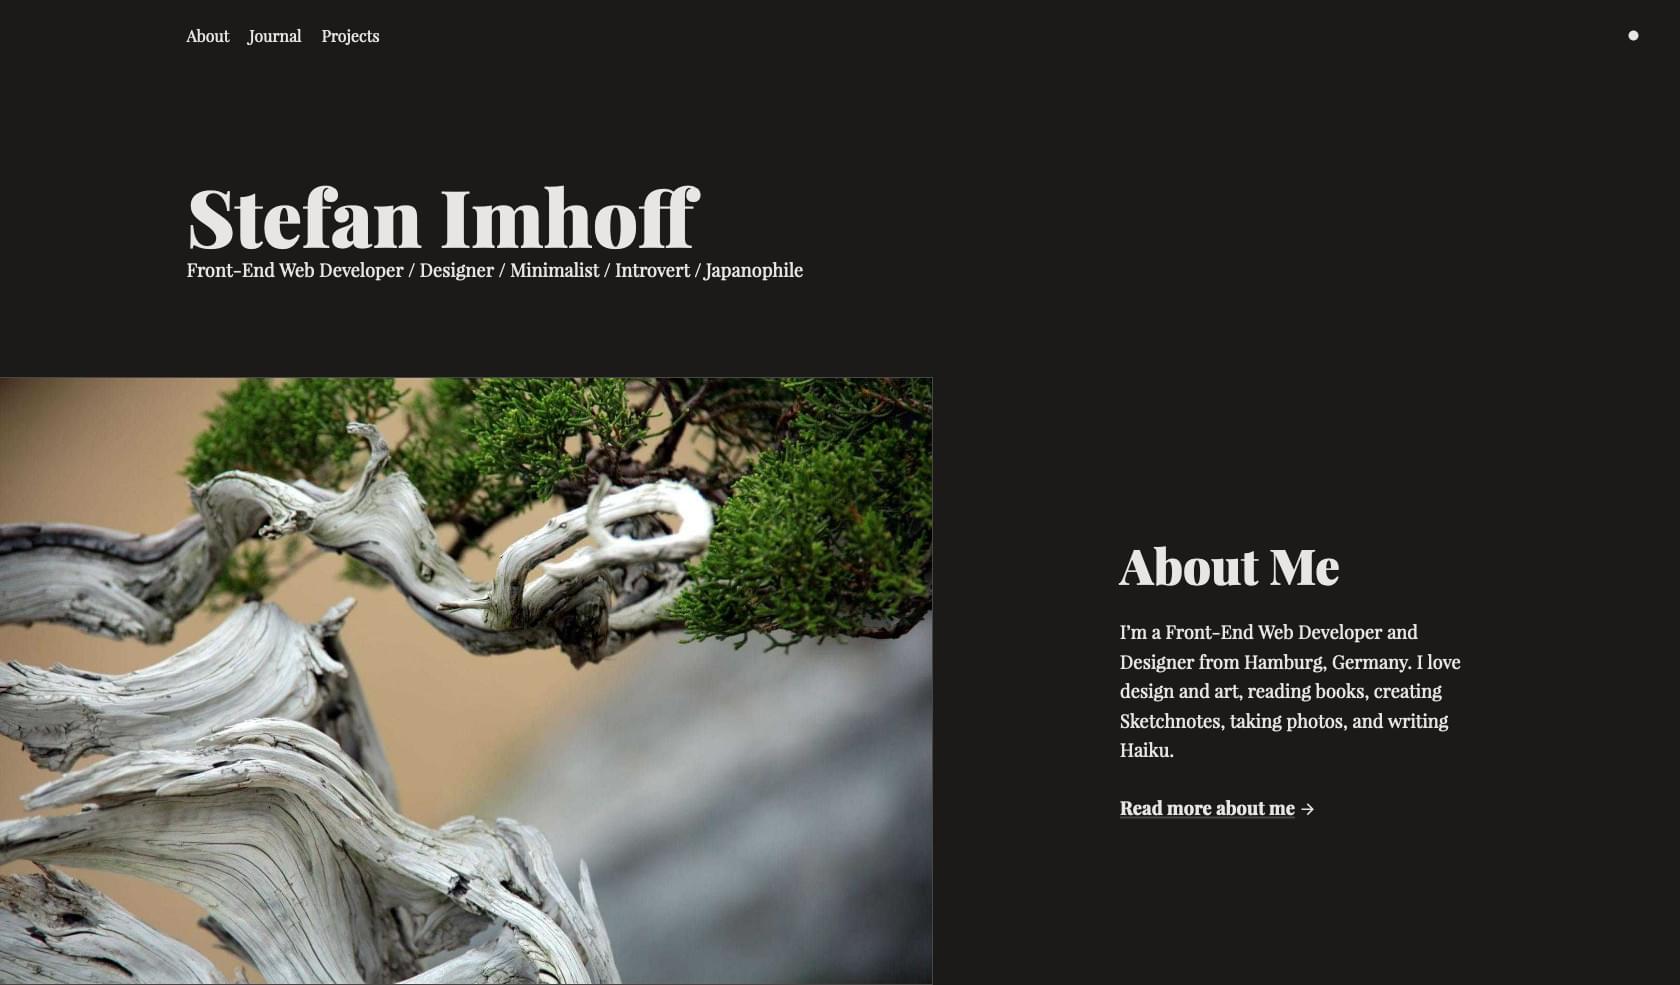 About Journal Projects
Stefan Imhoff
Front-End Web Developer / Designer / Minimalist / Introvert / Japanophile
About Me
I’m a Front-End Web Developer and
Designer from Hamburg, Germany. I love
design and art, reading books, creating
Sketchnotes, taking photos, and writing
Haiku.
Read more about me →